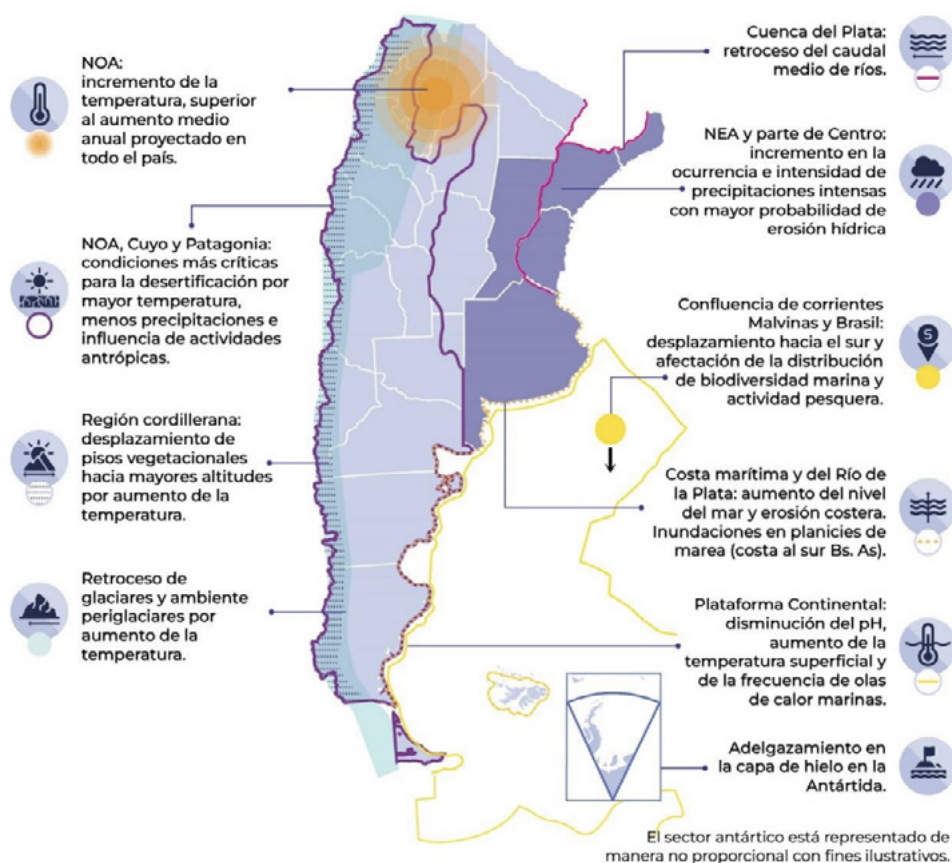 NOA:
incremento de la
temperatura, superior
al aumento medio
anual proyectado en
todo el país.
NOA, Cuyo y Patagonia:
condiciones más críticas
para la desertificación por
mayor temperatura,
menos precipitaciones e
influencia de actividades
antrópicas.
Región cordillerana:
desplazamiento de
pisos vegetacionales
hacia mayores altitudes
por aumento de la
temperatura.
Retroceso de
glaciares y ambiente
periglaciares por
aumento de la
temperatura.
Cuenca del Plata:
retroceso del caudal
medio de ríos.
NEA y parte de Centro:
incremento en la
ocurrencia e intensidad de
precipitaciones intensas
con mayor probabilidad de
erosión hídrica
Confluencia de corrientes
Malvinas y Brasil:
desplazamiento hacia el sur y
afectación de la distribución
de biodiversidad marina y
actividad pesquera.
S
Costa marítima y del Río de
la Plata: aumento del nivel
del mar y erosión costera.
Inundaciones en planicies de
marea (costa al sur Bs. As).
Plataforma Continental:
disminución del pH,
aumento de la
temperatura superficial y
de la frecuencia de olas
de calor marinas.
Adelgazamiento en
la capa de hielo en la
Antártida.
El sector antártico está representado de
manera no proporcional con fines ilustrativos.